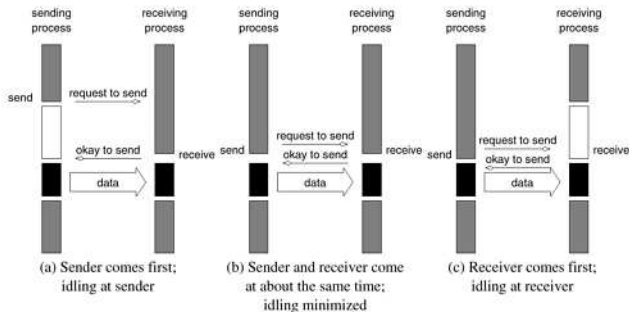 sending
process
receiving
process
send
request to send
okay to send
receive
data
(a) Sender comes first;
idling at sender
sending
process
receiving
process
request to send
send
okay to send
receive
data
(b) Sender and receiver come
at about the same time;
idling minimized
sending
process
receiving
process
request to send
receive
send
okay to send
data
(c) Receiver comes first;
idling at receiver